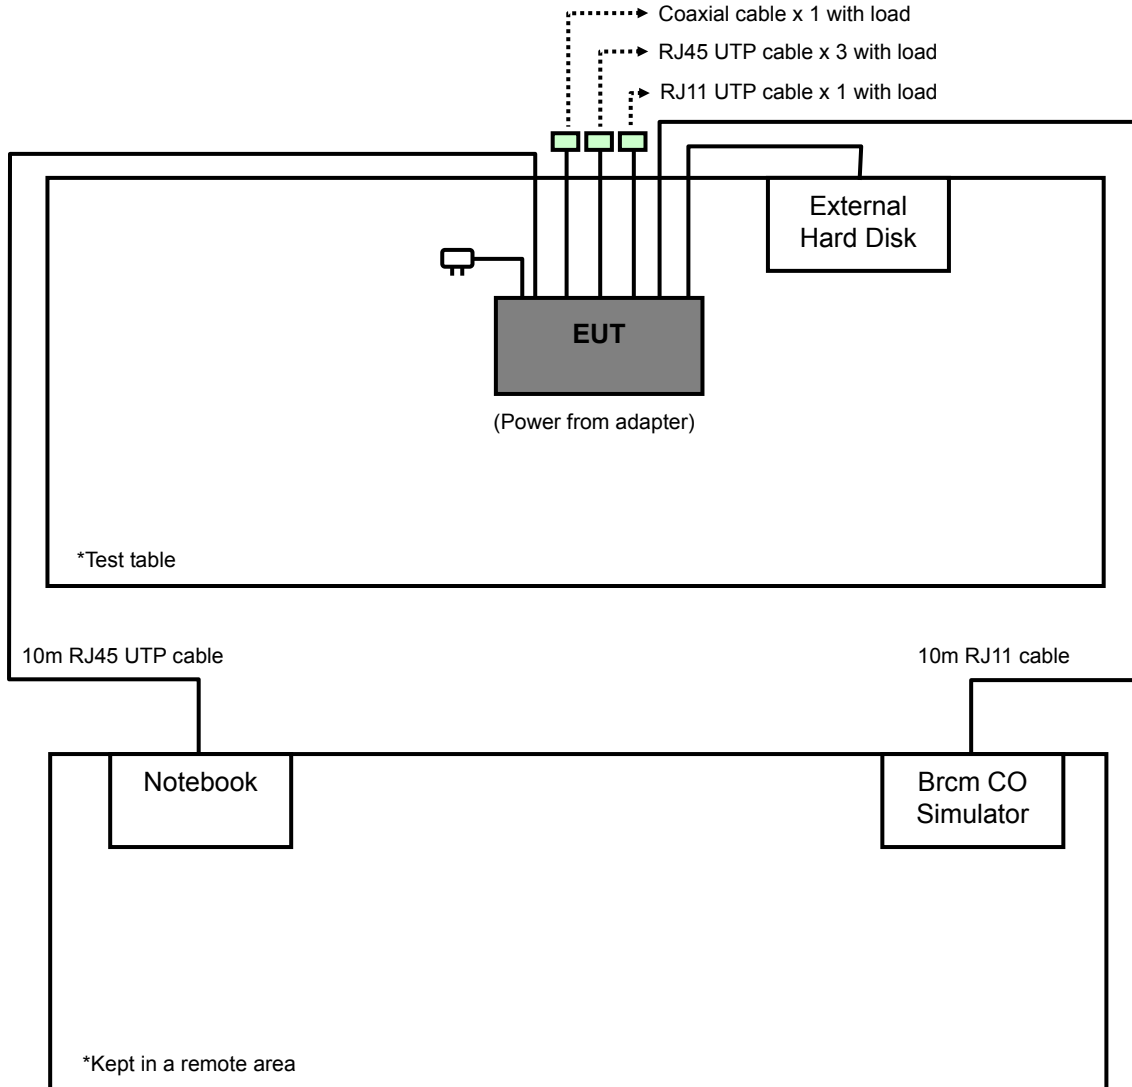 Coaxial cable x 1 with load
RJ45 UTP cable x 3 with load
RJ11 UTP cable x 1 with load
External
Hard Disk
EUT
(Power from adapter)
*Test table
10m RJ45 UTP cable
10m RJ11 cable
Notebook
Brcm CO
Simulator
*Kept in a remote area